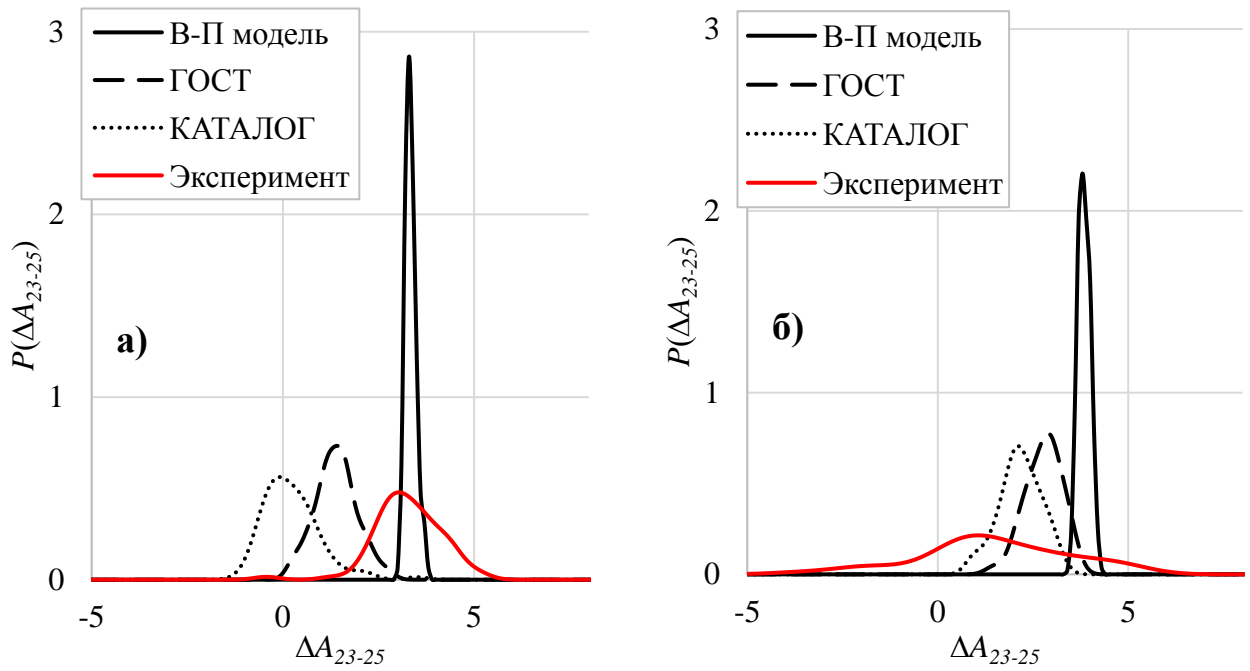 3
В-П модель
ГОСТ
КАТАЛОГ
Эксперимент
2
P(ΔA23-25)
а)
1
0
-5
0
5
ΔA23-25
3
В-П модель
ГОСТ
КАТАЛОГ
Эксперимент
2
P(ΔA23-25)
б)
1
0
-5
0
5
ΔA23-25